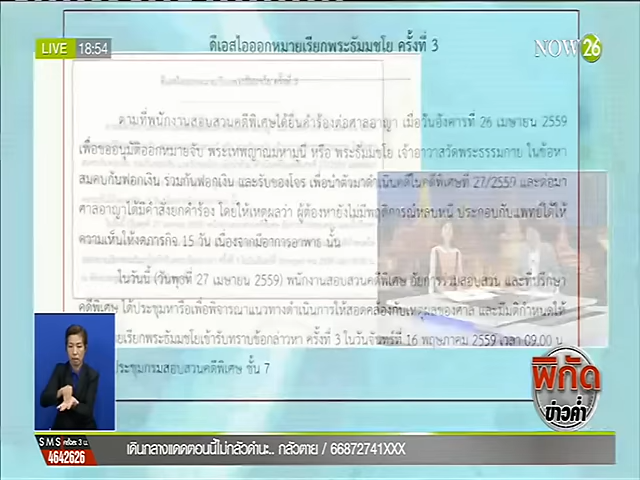 ดีเอสไอออกหมายเรียกพระธัมมชโย ครั้งที่ 3
LIVE 18:54
NOW26
ตามที่พนักงานสอบสวนคดีพิเศษได้ยื่นคำร้องต่อศาลอาญา เมื่อวันอังคารที่ 26 เมษายน 2559
เพื่อขออนุมัติออกหมายจับ พระเทพญาณมหามุนี หรือ พระธัมมชโย เจ้าอาวาสวัดพระธรรมกาย ในข้อหา
สมคบกันฟอกเงิน ร่วมกันฟอกเงิน และรับของโจร เพื่อนำตัวมาดำเนินคดีในคดีพิเศษที่ 27/2559 และต่อมา
ศาลอาญาได้มีคำสั่งยกคำร้อง โดยให้เหตุผลว่า ผู้ต้องหายังไม่มีพฤติการณ์หลบหนี ประกอบกับแพทย์ได้ให้
ความเห็นให้งดภารกิจ 15 วัน เนื่องจากมีอาการอาพาธ นั้น
ในวันนี้ (วันพุธที่ 27 เมษายน 2559) พนักงานสอบสวนคดีพิเศษ อัยการร่วมสอบสวน และที่ปรึกษา
คดีพิเศษ ได้ประชุมหารือเพื่อพิจารณาแนวทางดำเนินการให้สอดคล้องกับเหตุผลของศาล และมีมติกำหนดให้
ยเรียกพระธัมมชโยเข้ารับทราบข้อกล่าวหา ครั้งที่ 3 ในวันจันทร์ที่ 16 พฤษภาคม 2559 เวลา 09.00 น.
ประชุมกรมสอบสวนคดีพิเศษ ชั้น 7
พิกัด
ข่าวค่ำ
SMS ครั้งละ 3 บ.
4642626
เดินกลางแดดตอนนี้ไม่กลัวดำนะ.. กลัวตาย / 66872741XXX